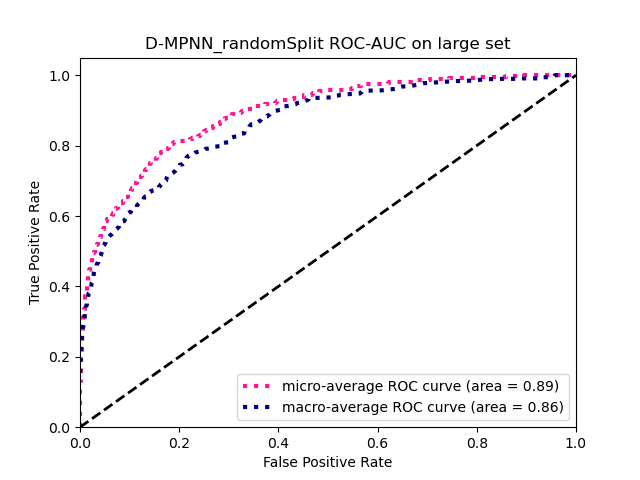 D-MPNN_randomSplit ROC-AUC on large set
True Positive Rate
1.0
0.8
0.6
0.4
0.2
0.0
micro-average ROC curve (area = 0.89)
macro-average ROC curve (area = 0.86)
0.0 0.2 0.4 0.6 0.8 1.0
False Positive Rate